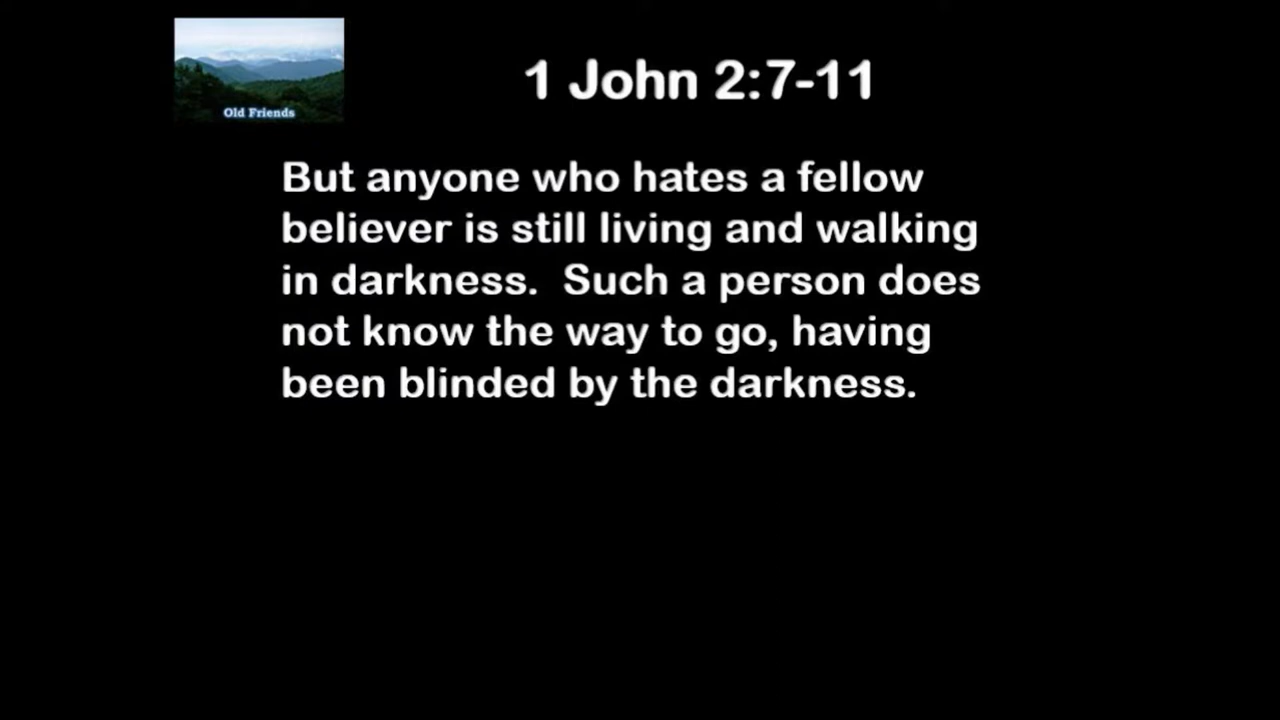 Old Friends
1 John 2:7-11
But anyone who hates a fellow
believer is still living and walking
in darkness.  Such a person does
not know the way to go, having
been blinded by the darkness.